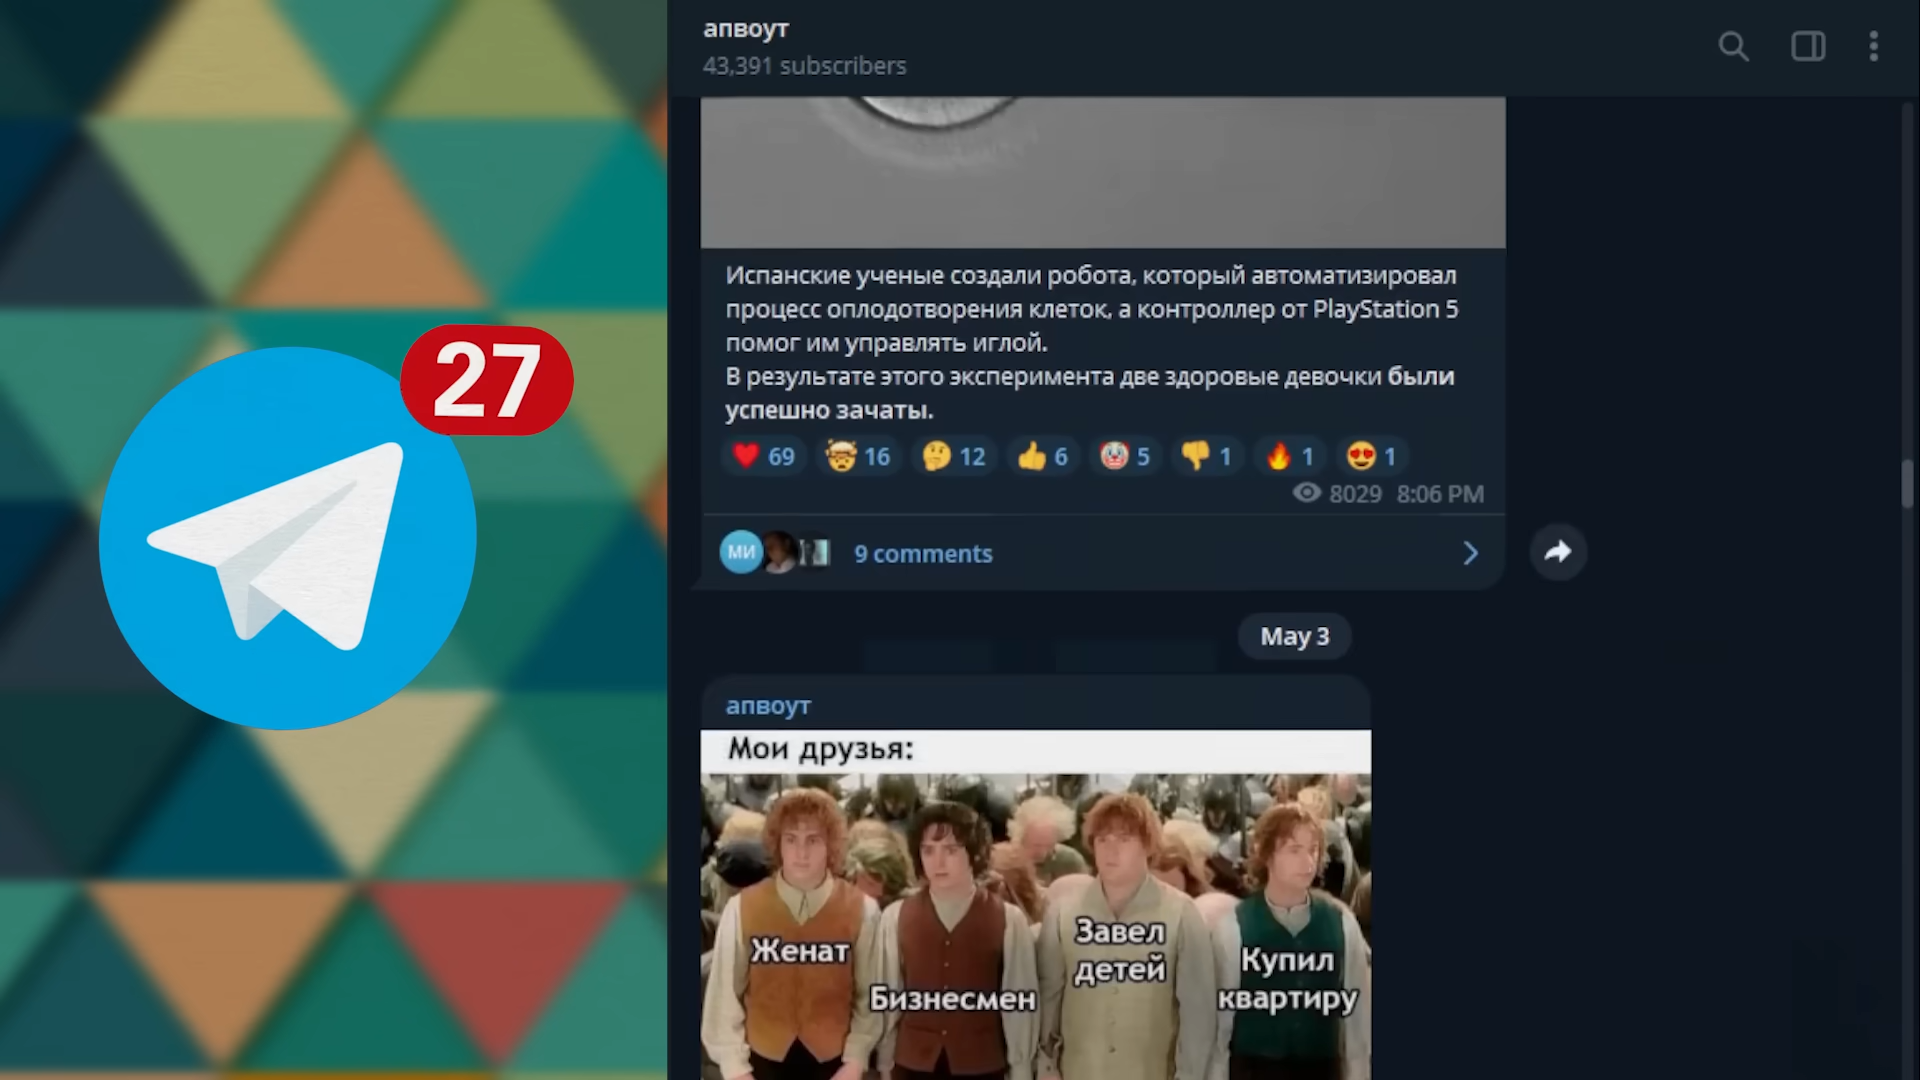 апвоут
43,391 subscribers
27
Испанские ученые создали робота, который автоматизировал
процесс оплодотворения клеток, а контроллер от PlayStation 5
помог им управлять иглой.
В результате этого эксперимента две здоровые девочки были
успешно зачаты.
69 16 12 6 5 1 1 1
8029 8:06 PM
МИ 9 comments
May 3
апвоут
Мои друзья:
Женат
Бизнесмен
Завел
детей
Купил
квартиру